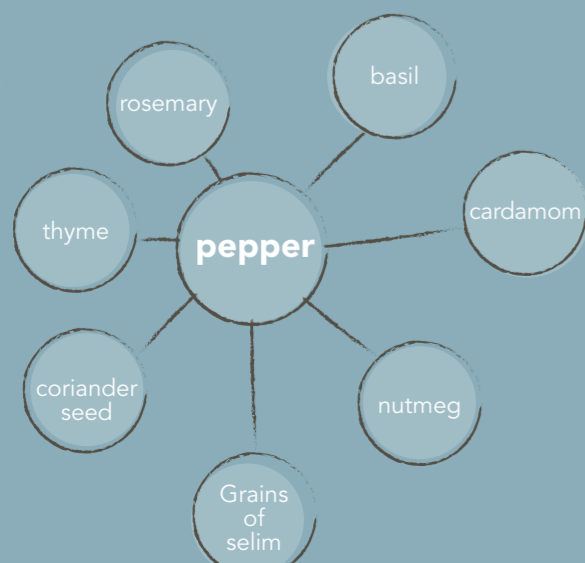 basil
rosemary
cardamom
thyme
pepper
coriander
seed
nutmeg
Grains
of
selim